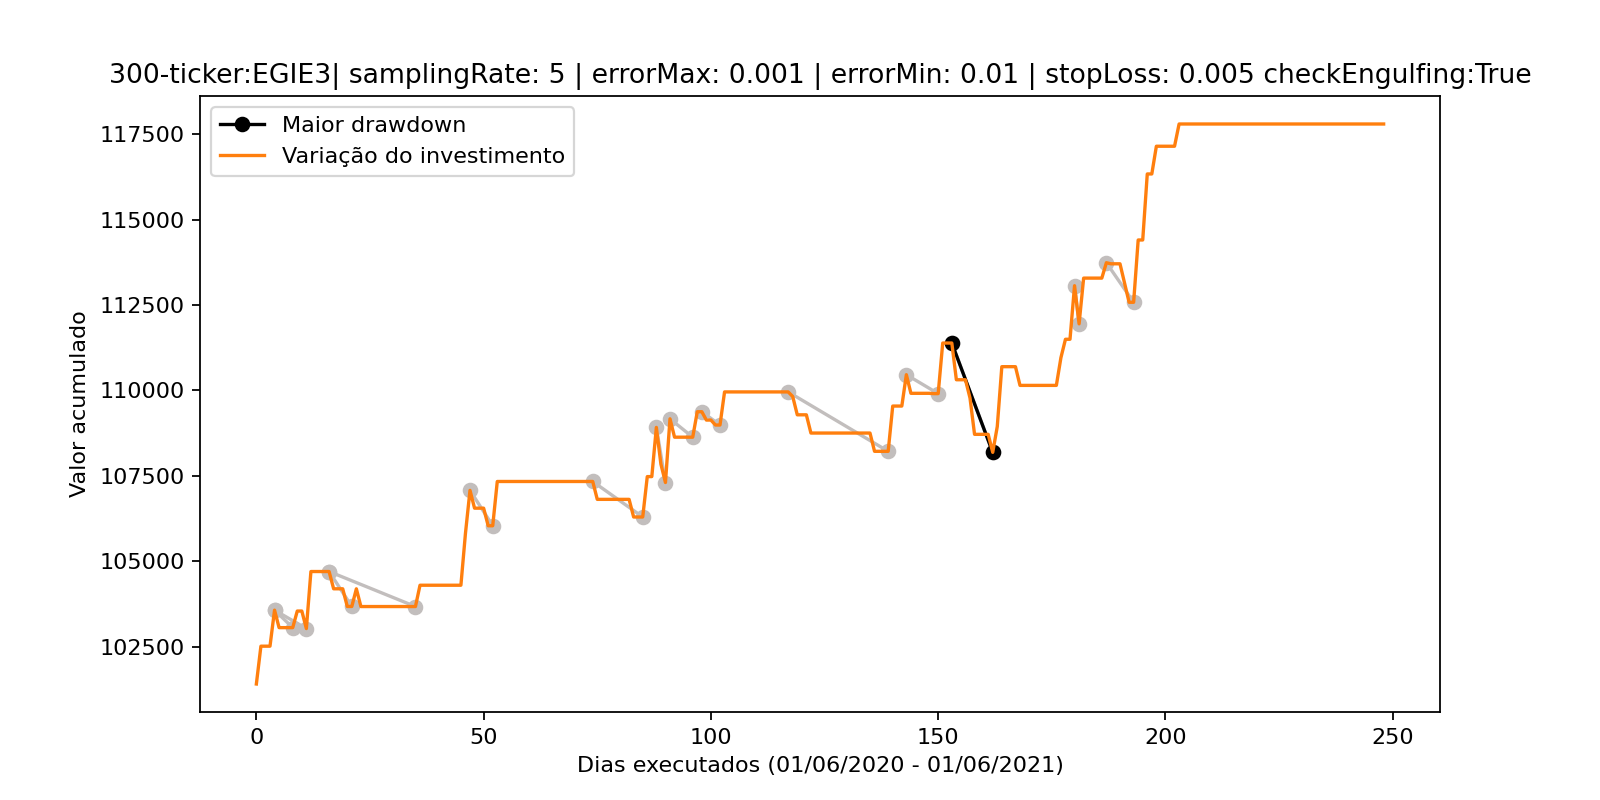 300-ticker:EGIE3| samplingRate: 5 | errorMax: 0.001 | errorMin: 0.01 | stopLoss: 0.005 checkEngulfing:True
Maior drawdown
Variação do investimento
117500
115000
112500
110000
107500
105000
102500
Valor acumulado
0 50 100 150 200 250
Dias executados (01/06/2020 - 01/06/2021)